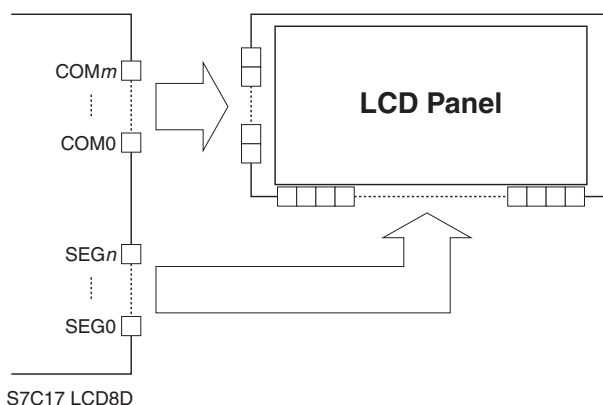 COMm
COM0
SEGn
SEG0
LCD Panel
S7C17 LCD8D